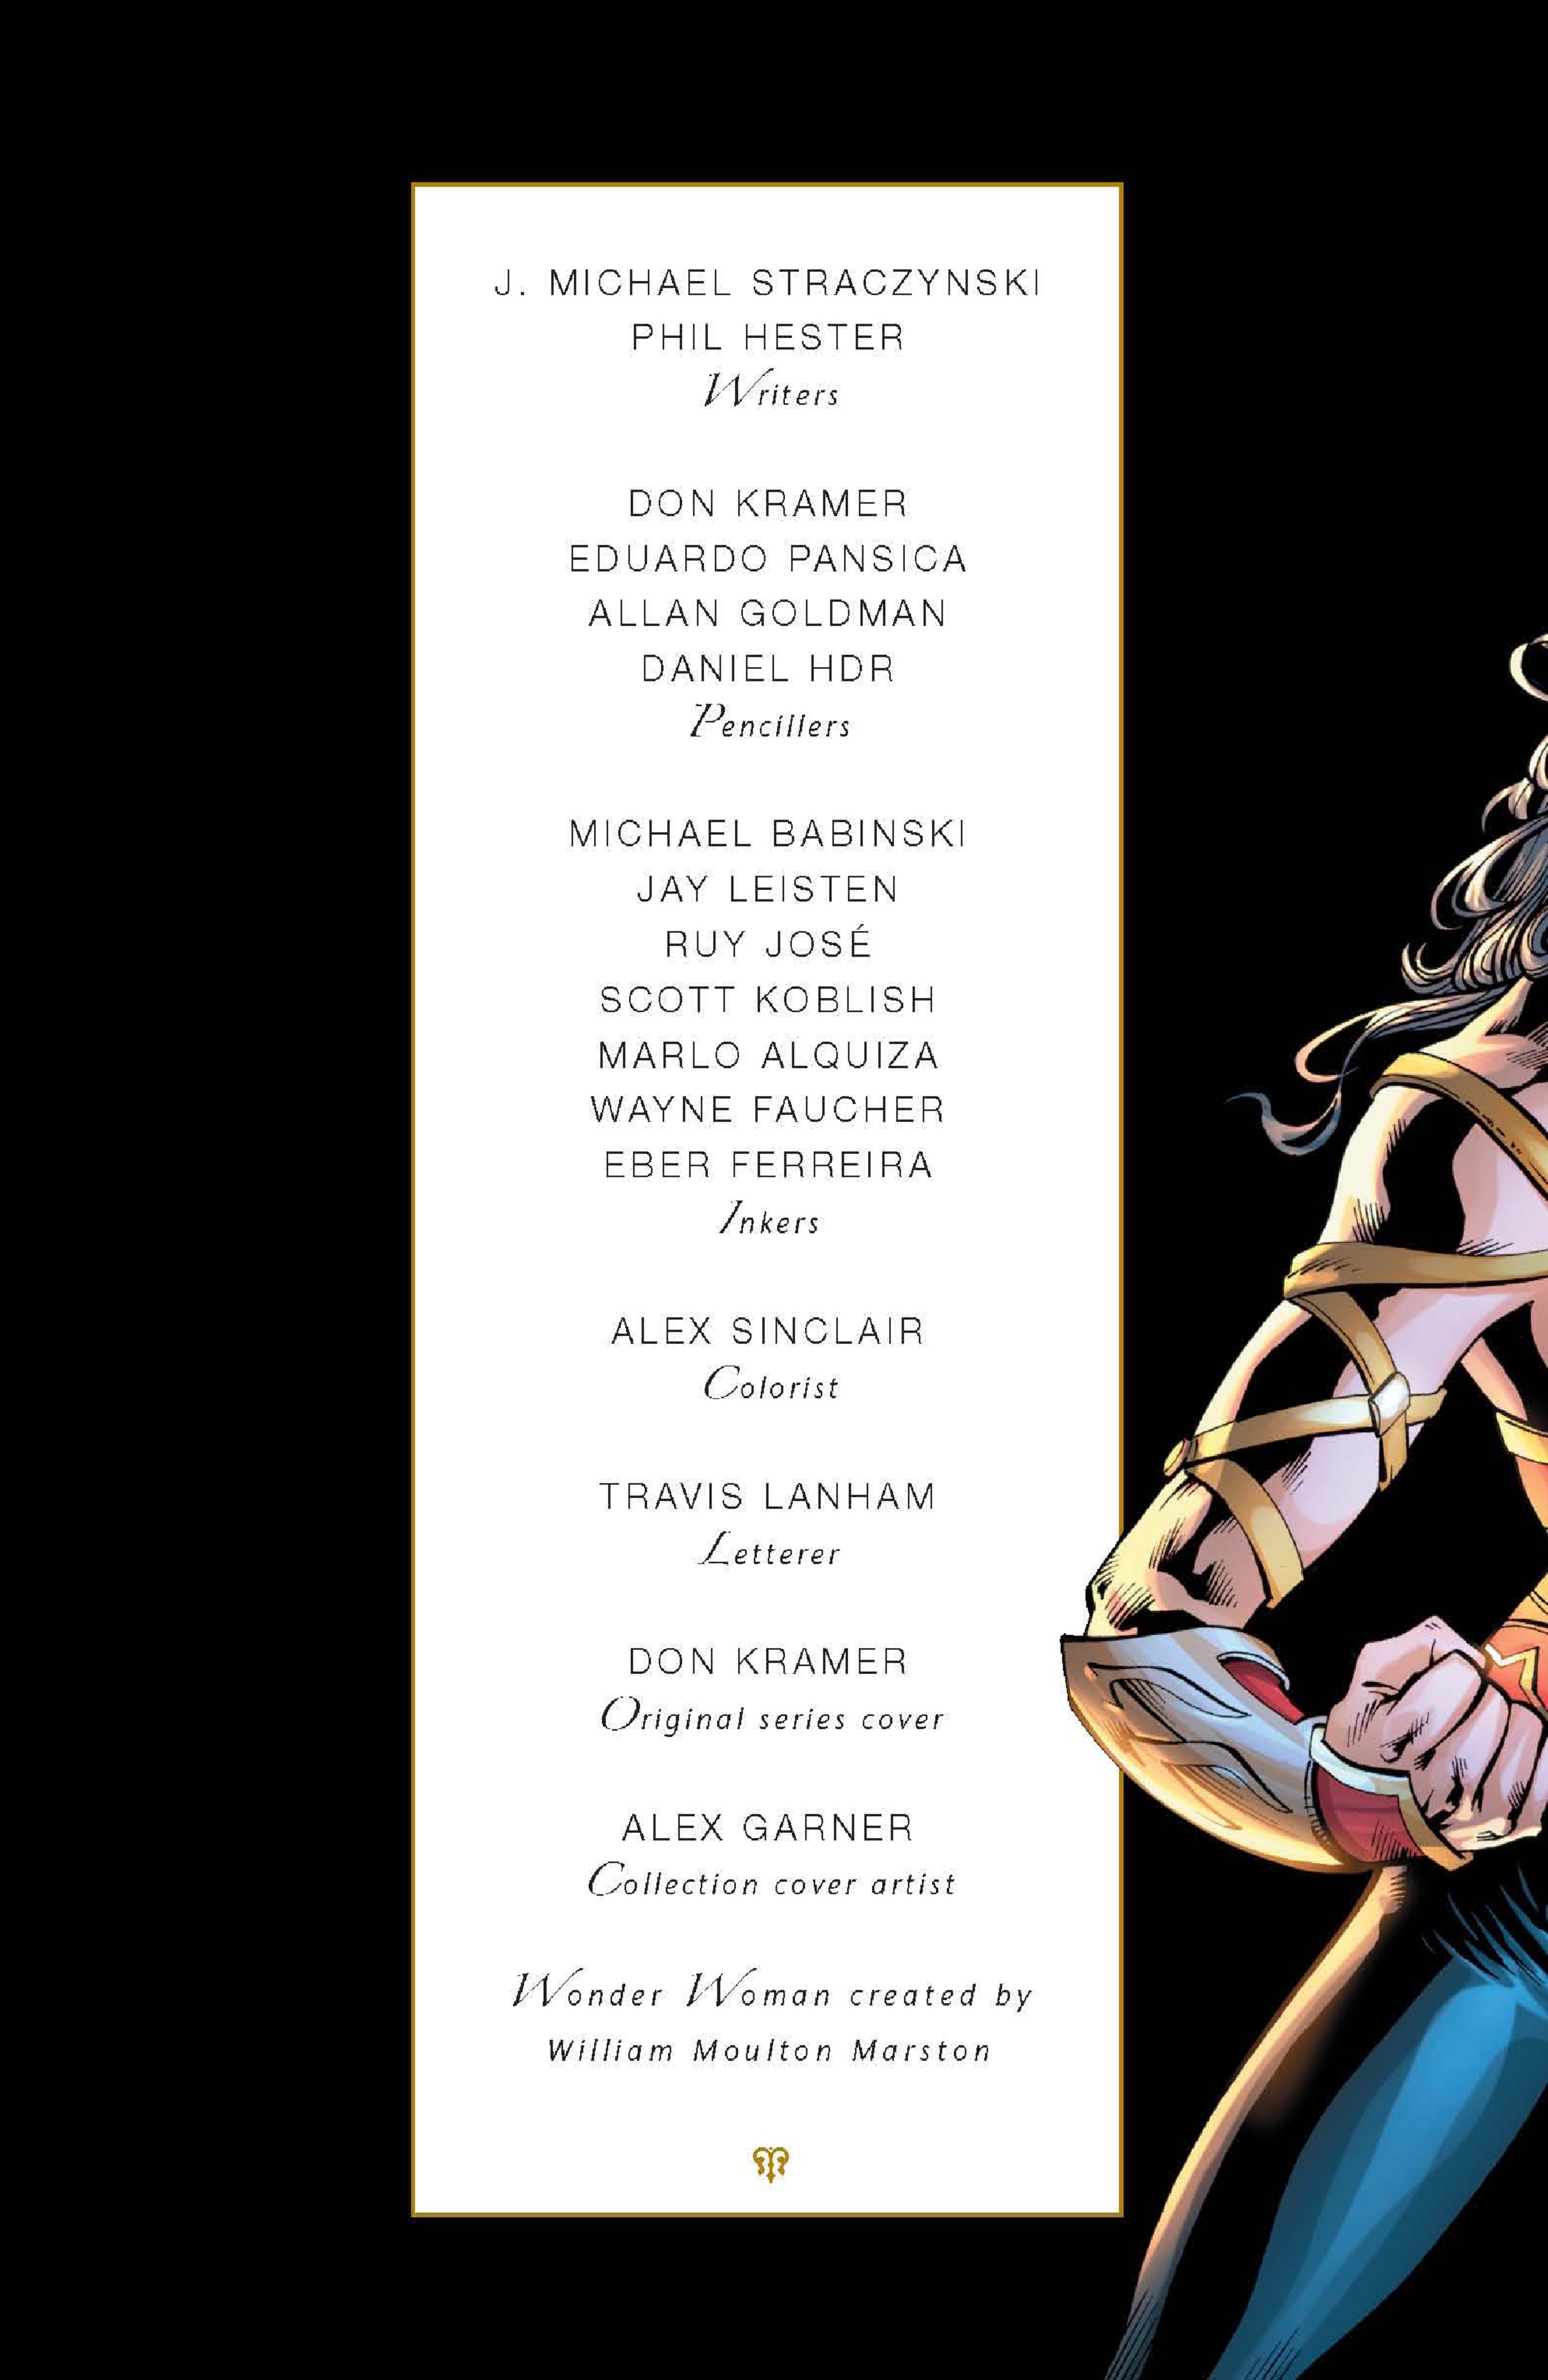 J. MICHAEL STRACZYNSKI
PHIL HESTER
Writers
DON KRAMER
EDUARDO PANSICA
ALLAN GOLDMAN
DANIEL HDR
Pencillers
MICHAEL BABINSKI
JAY LEISTEN
RUY JOSÉ
SCOTT KOBLISH
MARLO ALQUIZA
WAYNE FAUCHER
EBER FERREIRA
Inkers
ALEX SINCLAIR
Colorist
TRAVIS LANHAM
Letterer
DON KRAMER
Original series cover
ALEX GARNER
Collection cover artist
Wonder Woman created by
William Moulton Marston